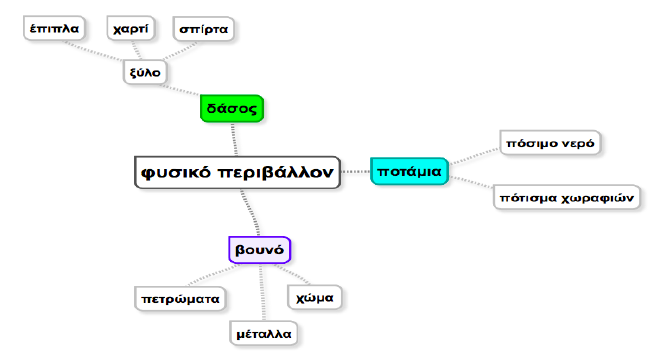 έπιπλα
χαρτί
σπίρτα
ξύλο
δάσος
φυσικό περιβάλλον
ποτάμια
πόσιμο νερό
πότισμα χωραφιών
βουνό
πετρώματα
χώμα
μέταλλα